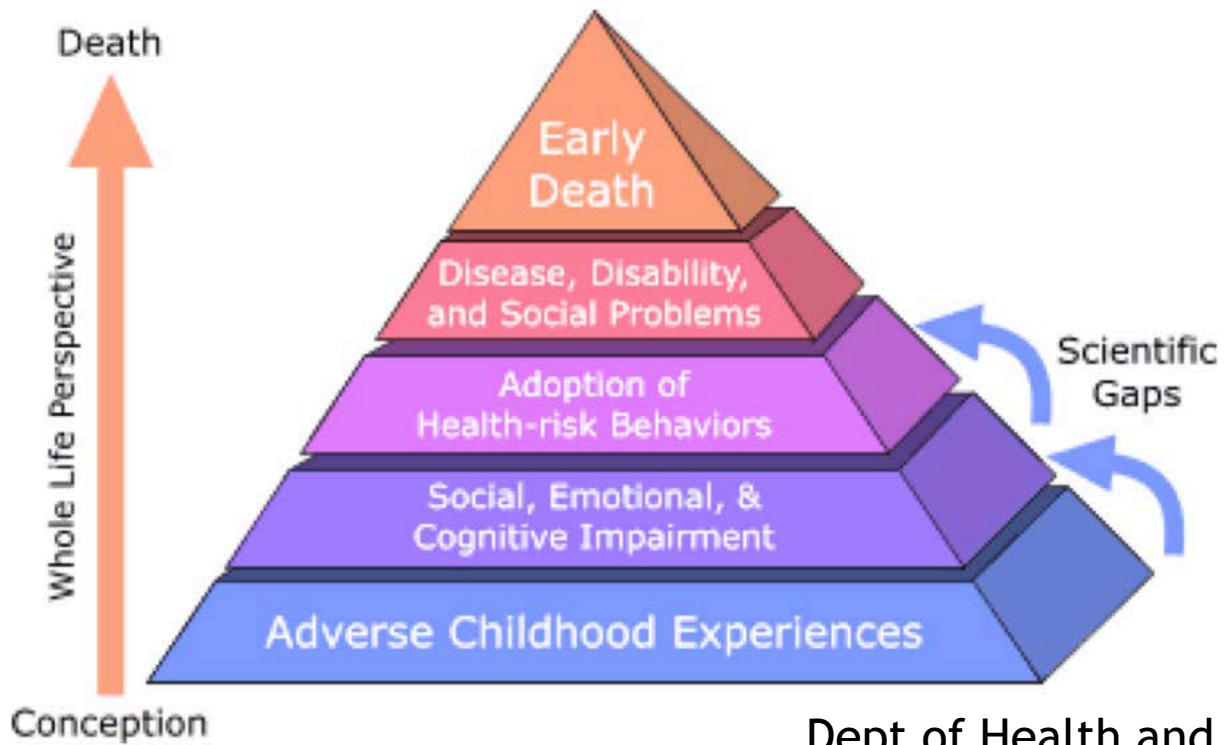 Death
Whole Life Perspective
Conception
Early
Death
Disease, Disability,
and Social Problems
Adoption of
Health-risk Behaviors
Social, Emotional, &
Cognitive Impairment
Adverse Childhood Experiences
Scientific
Gaps
Dept of Health and